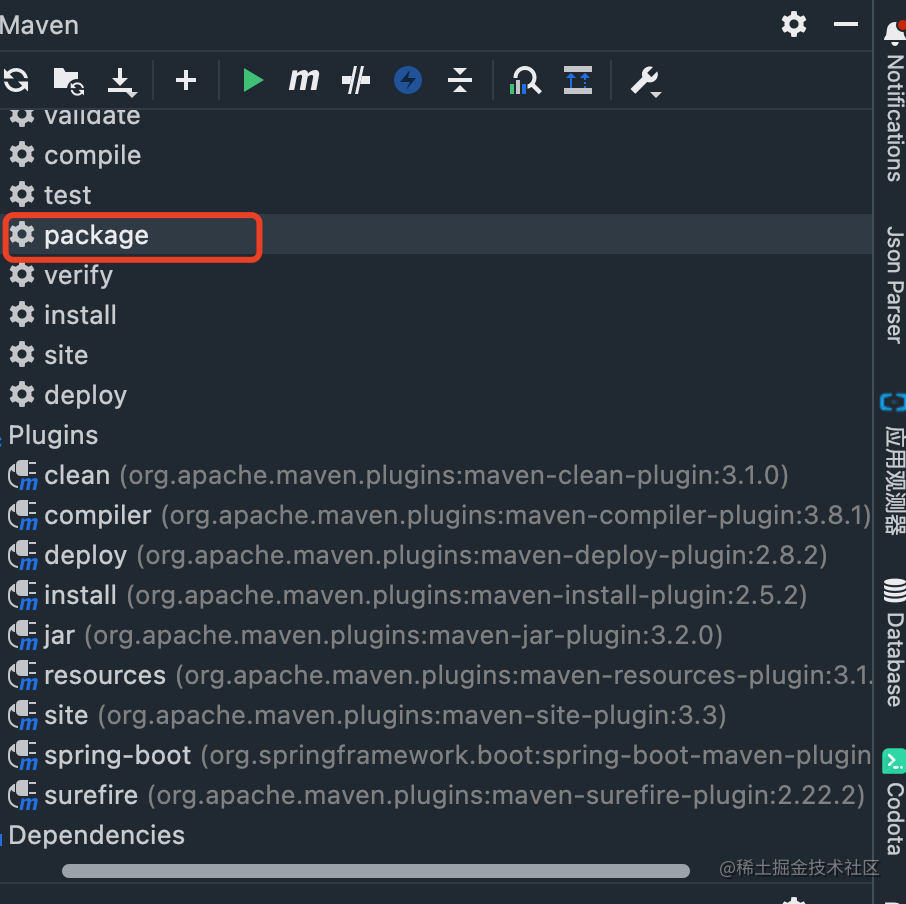 Maven
validate
compile
test
package
verify
install
site
deploy
Plugins
clean (org.apache.maven.plugins:maven-clean-plugin:3.1.0)
compiler (org.apache.maven.plugins:maven-compiler-plugin:3.8.1)
deploy (org.apache.maven.plugins:maven-deploy-plugin:2.8.2)
install (org.apache.maven.plugins:maven-install-plugin:2.5.2)
jar (org.apache.maven.plugins:maven-jar-plugin:3.2.0)
resources (org.apache.maven.plugins:maven-resources-plugin:3.1.
site (org.apache.maven.plugins:maven-site-plugin:3.3)
spring-boot (org.springframework.boot:spring-boot-maven-plugin
surefire (org.apache.maven.plugins:maven-surefire-plugin:2.22.2)
Dependencies
Notifications
Json Parser
应用观测器
Database
Codota
@稀土掘金技术社区